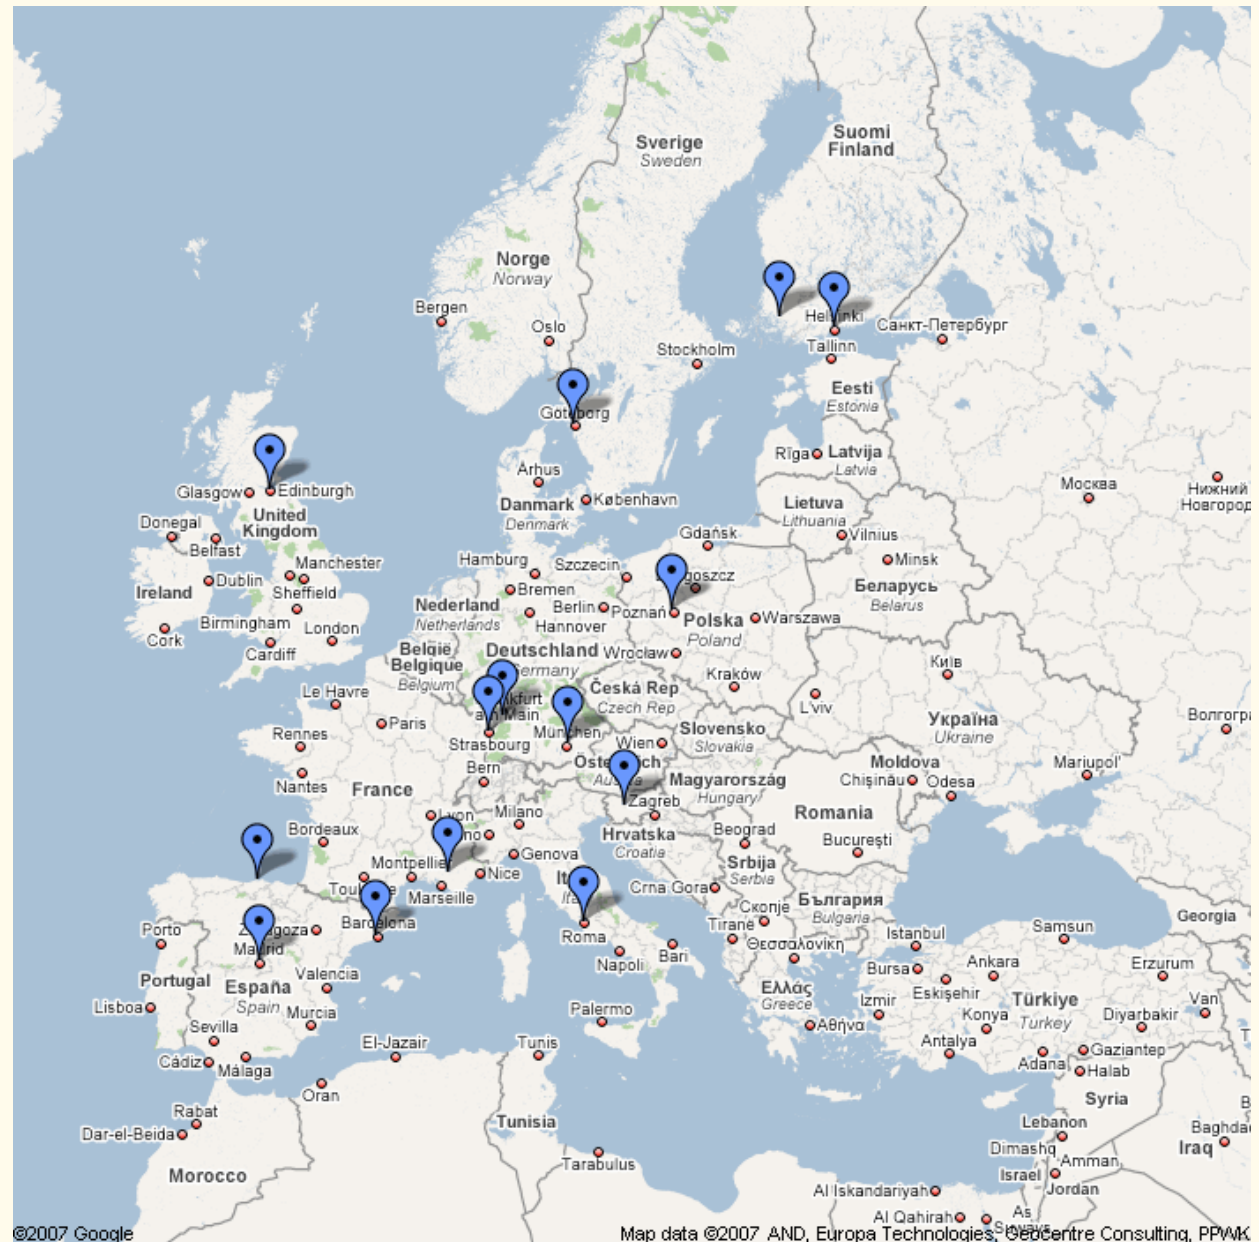 Suomi
Finland
Sverige
Sweden
Norge
Norway
Bergen
Oslo
Helsinki
Санкт-Петербург
Tallinn
Stockholm
Eesti
Estonia
Göteborg
Rīga
Latvija
Latvia
Arhus
Москва
Нижний
Новгород
Glasgow
Edinburgh
Danmark
Denmark
København
Lietuva
Lithuania
Vilnius
United
Kingdom
Donegal
Belfast
Gdańsk
Minsk
Hamburg
Szczecin
Manchester
Dublin
Sheffield
Ireland
Bremen
Беларусь
Belarus
Nederland
Netherlands
Berlin
Poznań
Hannover
Polska
Poland
Warszawa
Birmingham
London
Cork
Cardiff
België
Belgique
Belgium
Deutschland
Germany
Wrocław
Київ
Kraków
Česká Rep
Czech Rep
L'viv
Le Havre
am Main
Paris
Україна
Ukraine
Rennes
Strasbourg
München
Wien
Slovensko
Slovakia
Nantes
Bern
Magyarország
Hungary
Moldova
Chişinău
Odesa
Mariupol'
France
Zagreb
Lyon
Milano
Romania
Bordeaux
Hrvatska
Croatia
Beograd
Bucureşti
Genova
Montpellier
Nice
Srbija
Serbia
Marseille
Crna Gora
България
Bulgaria
Скопје
Georgia
Barcelona
Roma
Tiranë
Θεσσαλονίκη
Istanbul
Samsun
Porto
Madrid
Napoli
Bari
Bursa
Ankara
Erzurum
Portugal
España
Spain
Valencia
Ελλάς
Greece
Eskişehir
Izmir
Türkiye
Turkey
Van
Lisboa
Murcia
Palermo
Αθήνα
Konya
Diyarbakir
Sevilla
Cádiz
Málaga
El-Jazair
Tunis
Antalya
Adana
Gaziantep
Halab
Oran
Syria
Rabat
Dar-el-Beida
Tunisia
Lebanon
Dimashq
Iraq
Morocco
Tarabulus
Amman
Israel
Jordan
Al Iskandariyah
Al Qahirah
As
©2007 Google
Map data ©2007 AND, Europa Technologies, Geocentre Consulting, PPWK